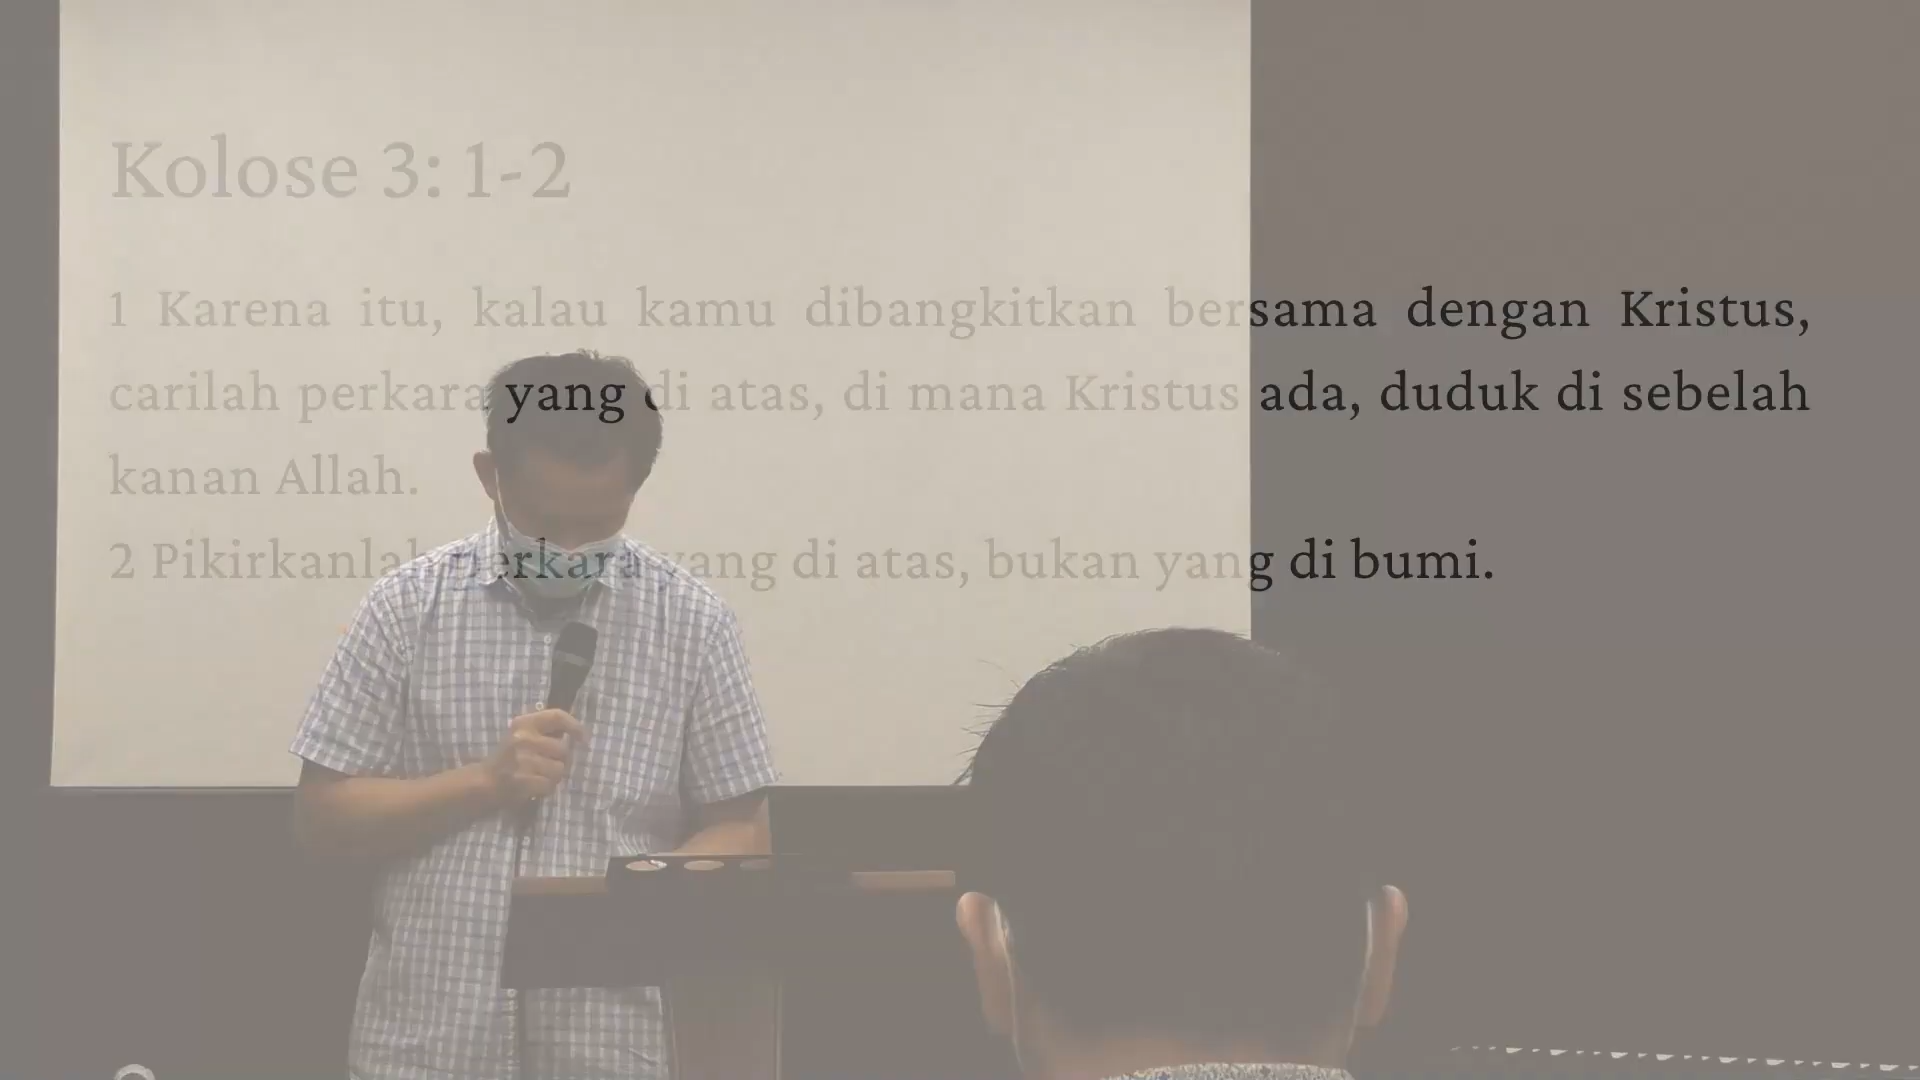 Kolose 3: 1-2
1 Karena itu, kalau kamu dibangkitkan bersama dengan Kristus,
carilah perkara yang di atas, di mana Kristus ada, duduk di sebelah
kanan Allah.
2 Pikirkanlah perkara yang di atas, bukan yang di bumi.